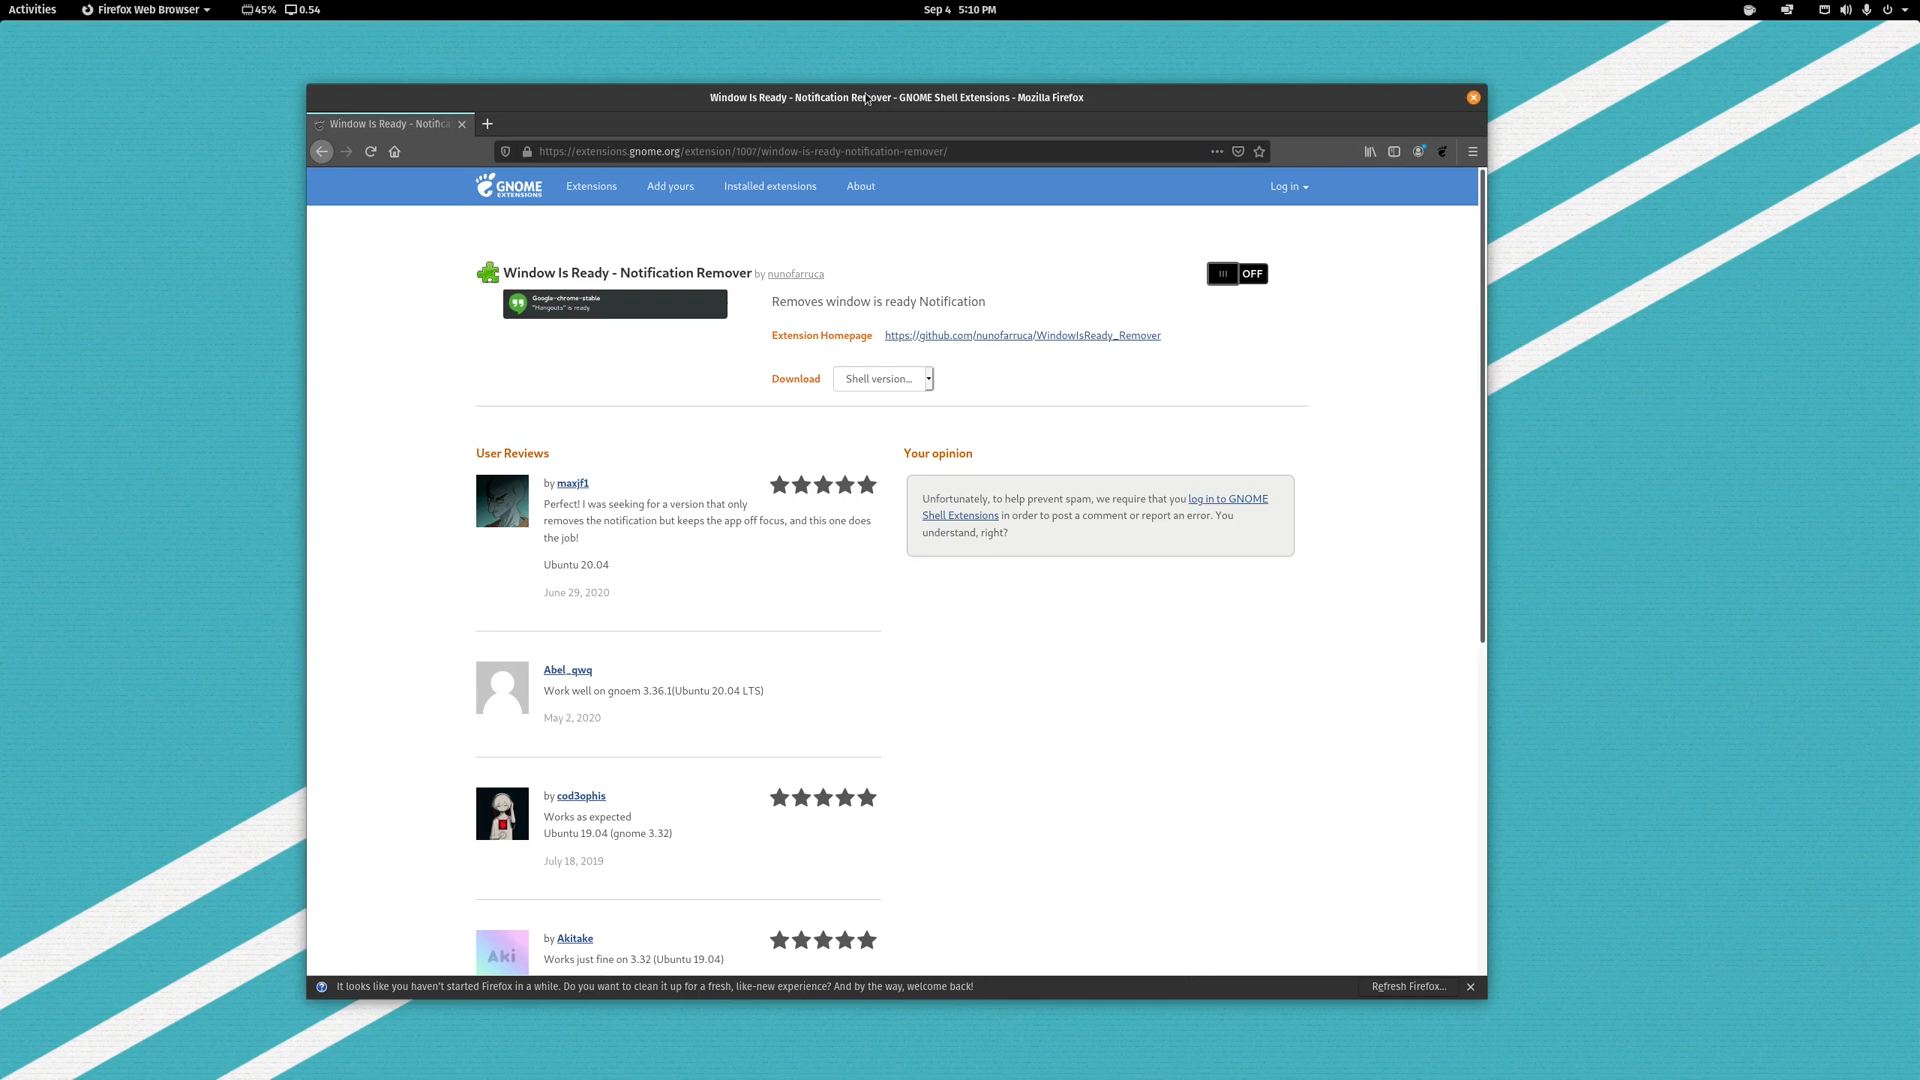 Activities
Firefox Web Browser
45%
0.54
Sep 4 5:10 PM
Window Is Ready - Notification Remover - GNOME Shell Extensions - Mozilla Firefox
Window Is Ready - Notifica
https://extensions.gnome.org/extension/1007/window-is-ready-notification-remover/
GNOME
EXTENSIONS
Extensions
Add yours
Installed extensions
About
Log in
Window Is Ready - Notification Remover by nunofarruca
OFF
Google-chrome-stable
"Hangouts" is ready
Removes window is ready Notification
Extension Homepage https://github.com/nunofarruca/WindowIsReady_Remover
Download Shell version...
User Reviews
by maxjf1
Perfect! I was seeking for a version that only
removes the notification but keeps the app off focus, and this one does
the job!
Ubuntu 20.04
June 29, 2020
Abel_qwq
Work well on gnoem 3.36.1(Ubuntu 20.04 LTS)
May 2, 2020
by cod3ophis
Works as expected
Ubuntu 19.04 (gnome 3.32)
July 18, 2019
Aki
by Akitake
Works just fine on 3.32 (Ubuntu 19.04)
Your opinion
Unfortunately, to help prevent spam, we require that you log in to GNOME
Shell Extensions in order to post a comment or report an error. You
understand, right?
It looks like you haven't started Firefox in a while. Do you want to clean it up for a fresh, like-new experience? And by the way, welcome back!
Refresh Firefox...